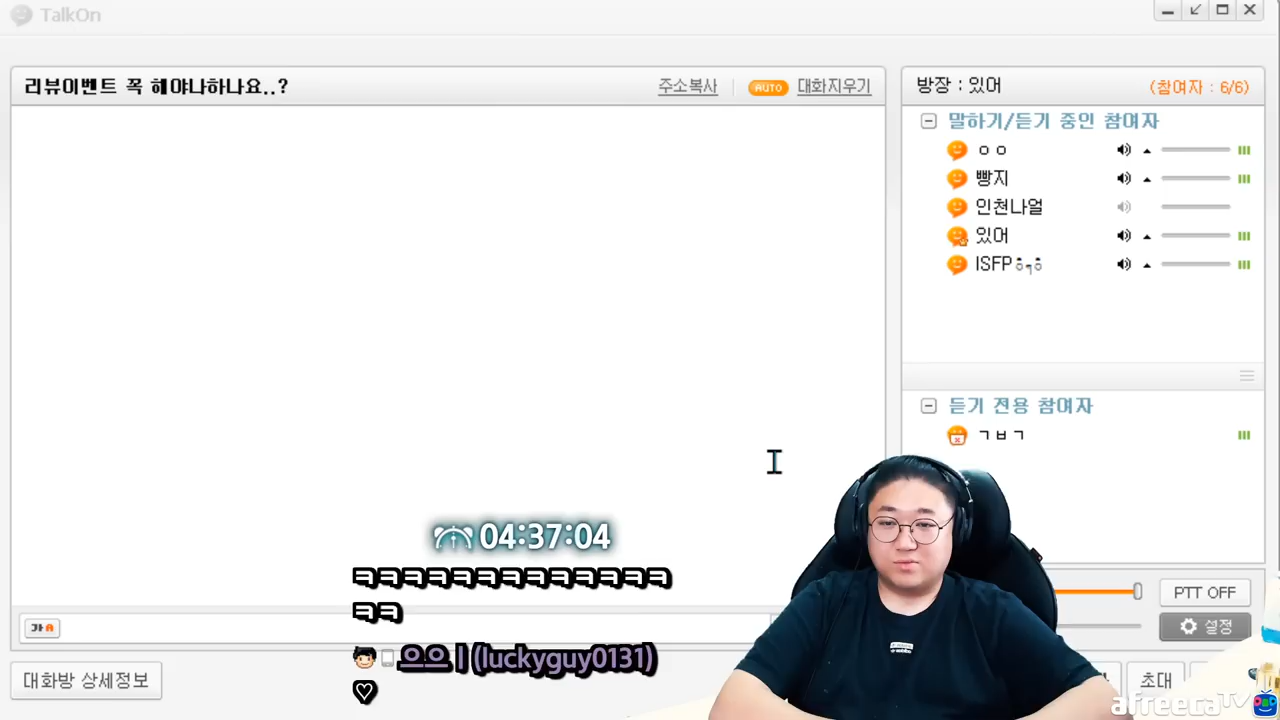 TalkOn
리뷰이벤트 꼭 해야나하나요..?
주소복사
AUTO 대화지우기
방장 : 있어
(참여자 : 6/6)
말하기/듣기 중인 참여자
ㅇㅇ
빵지
인천나얼
있어
ISFP
듣기 전용 참여자
ㄱㅂㄱ
04:37:04
ㅋㅋㅋㅋㅋㅋㅋㅋㅋㅋㅋㅋㅋ
ㅋㅋ
으으ㅣ(luckyguy0131)
♡
가
PTT OFF
설정
대화방 상세정보
초대
afreecaTV